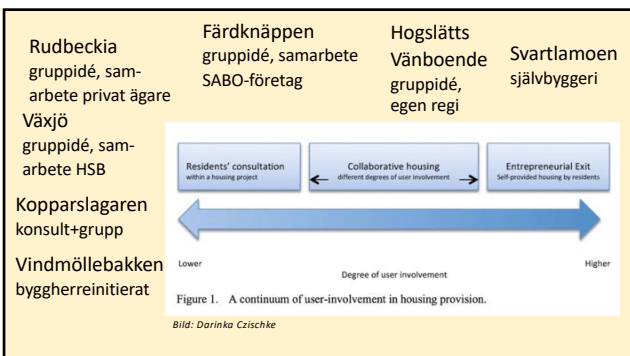 Rudbeckia
gruppidé, sam-
arbete privat ägare
Växjö
gruppidé, sam-
arbete HSB
Kopparslagaren
konsult+grupp
Vindmöllebakken
byggherreinitierat
Färdknäppen
gruppidé, samarbete
SABO-företag
Hogslätts
Vänboende
gruppidé,
egen regi
Svartlamoen
självbyggeri
Residents' consultation
within a housing project
Collaborative housing
different degrees of user involvement
Entrepreneurial Exit
Self-provided housing by residents
Lower
Higher
Degree of user involvement
Figure 1. A continuum of user-involvement in housing provision.
Bild: Darinka Czischke